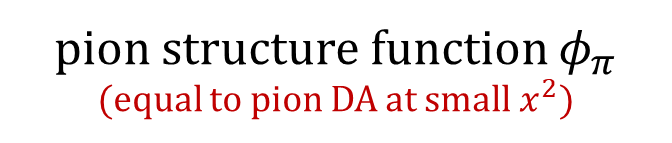 pion structure function ϕ_π
(equal to pion DA at small x²)